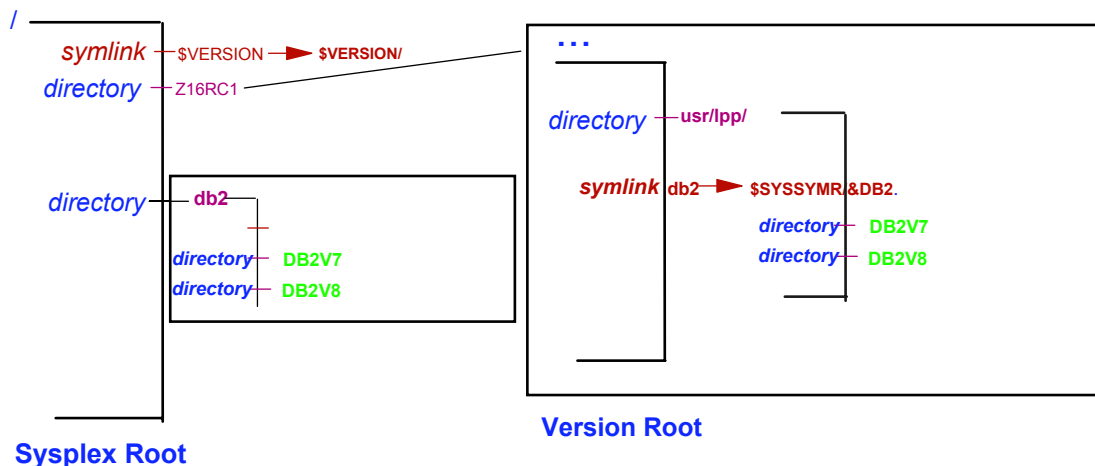 /
symlink $VERSION $VERSION/
directory Z16RC1
directory db2
directory DB2V7
directory DB2V8
Sysplex Root
...
directory usr/lpp/
symlink db2 $SYSSYMR/&DB2.
directory DB2V7
directory DB2V8
Version Root